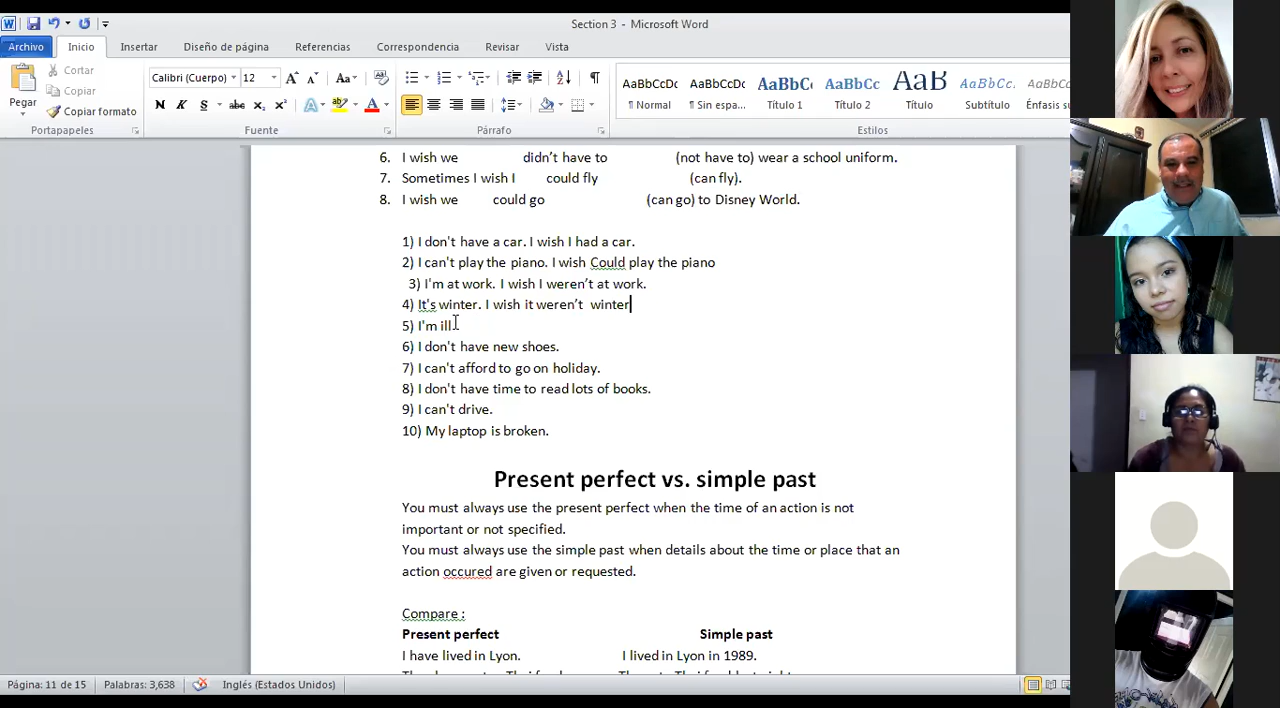 Section 3 - Microsoft Word
Archivo Inicio Insertar Diseño de página Referencias Correspondencia Revisar Vista
Cortar
Copiar
Copiar formato
Pegar
Portapapeles
Calibri (Cuerpo) 12
Fuente
Párrafo
AaBbCcDc AaBbCcDc AaBbC AaBbCc AaB AaBbCcD AaBbCcD
¶ Normal ¶ Sin espa... Título 1 Título 2 Título Subtítulo Énfasis su
Estilos
6. I wish we didn’t have to (not have to) wear a school uniform.
7. Sometimes I wish I could fly (can fly).
8. I wish we could go (can go) to Disney World.
1) I don't have a car. I wish I had a car.
2) I can't play the piano. I wish Could play the piano
3) I'm at work. I wish I weren’t at work.
4) It's winter. I wish it weren’t winter
5) I'm ill
6) I don't have new shoes.
7) I can't afford to go on holiday.
8) I don't have time to read lots of books.
9) I can't drive.
10) My laptop is broken.
Present perfect vs. simple past
You must always use the present perfect when the time of an action is not
important or not specified.
You must always use the simple past when details about the time or place that an
action occured are given or requested.
Compare :
Present perfect Simple past
I have lived in Lyon. I lived in Lyon in 1989.
Página: 11 de 15 Palabras: 3,638 Inglés (Estados Unidos)